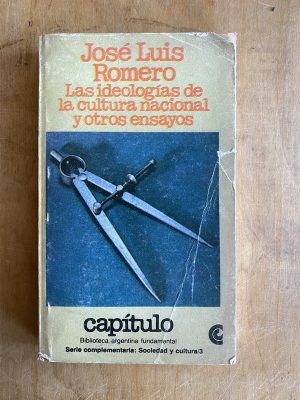 José Luis
Romero
Las ideologías de
la cultura nacional
y otros ensayos
capítulo
Biblioteca argentina fundamental
Serie complementaria: Sociedad y cultura/3